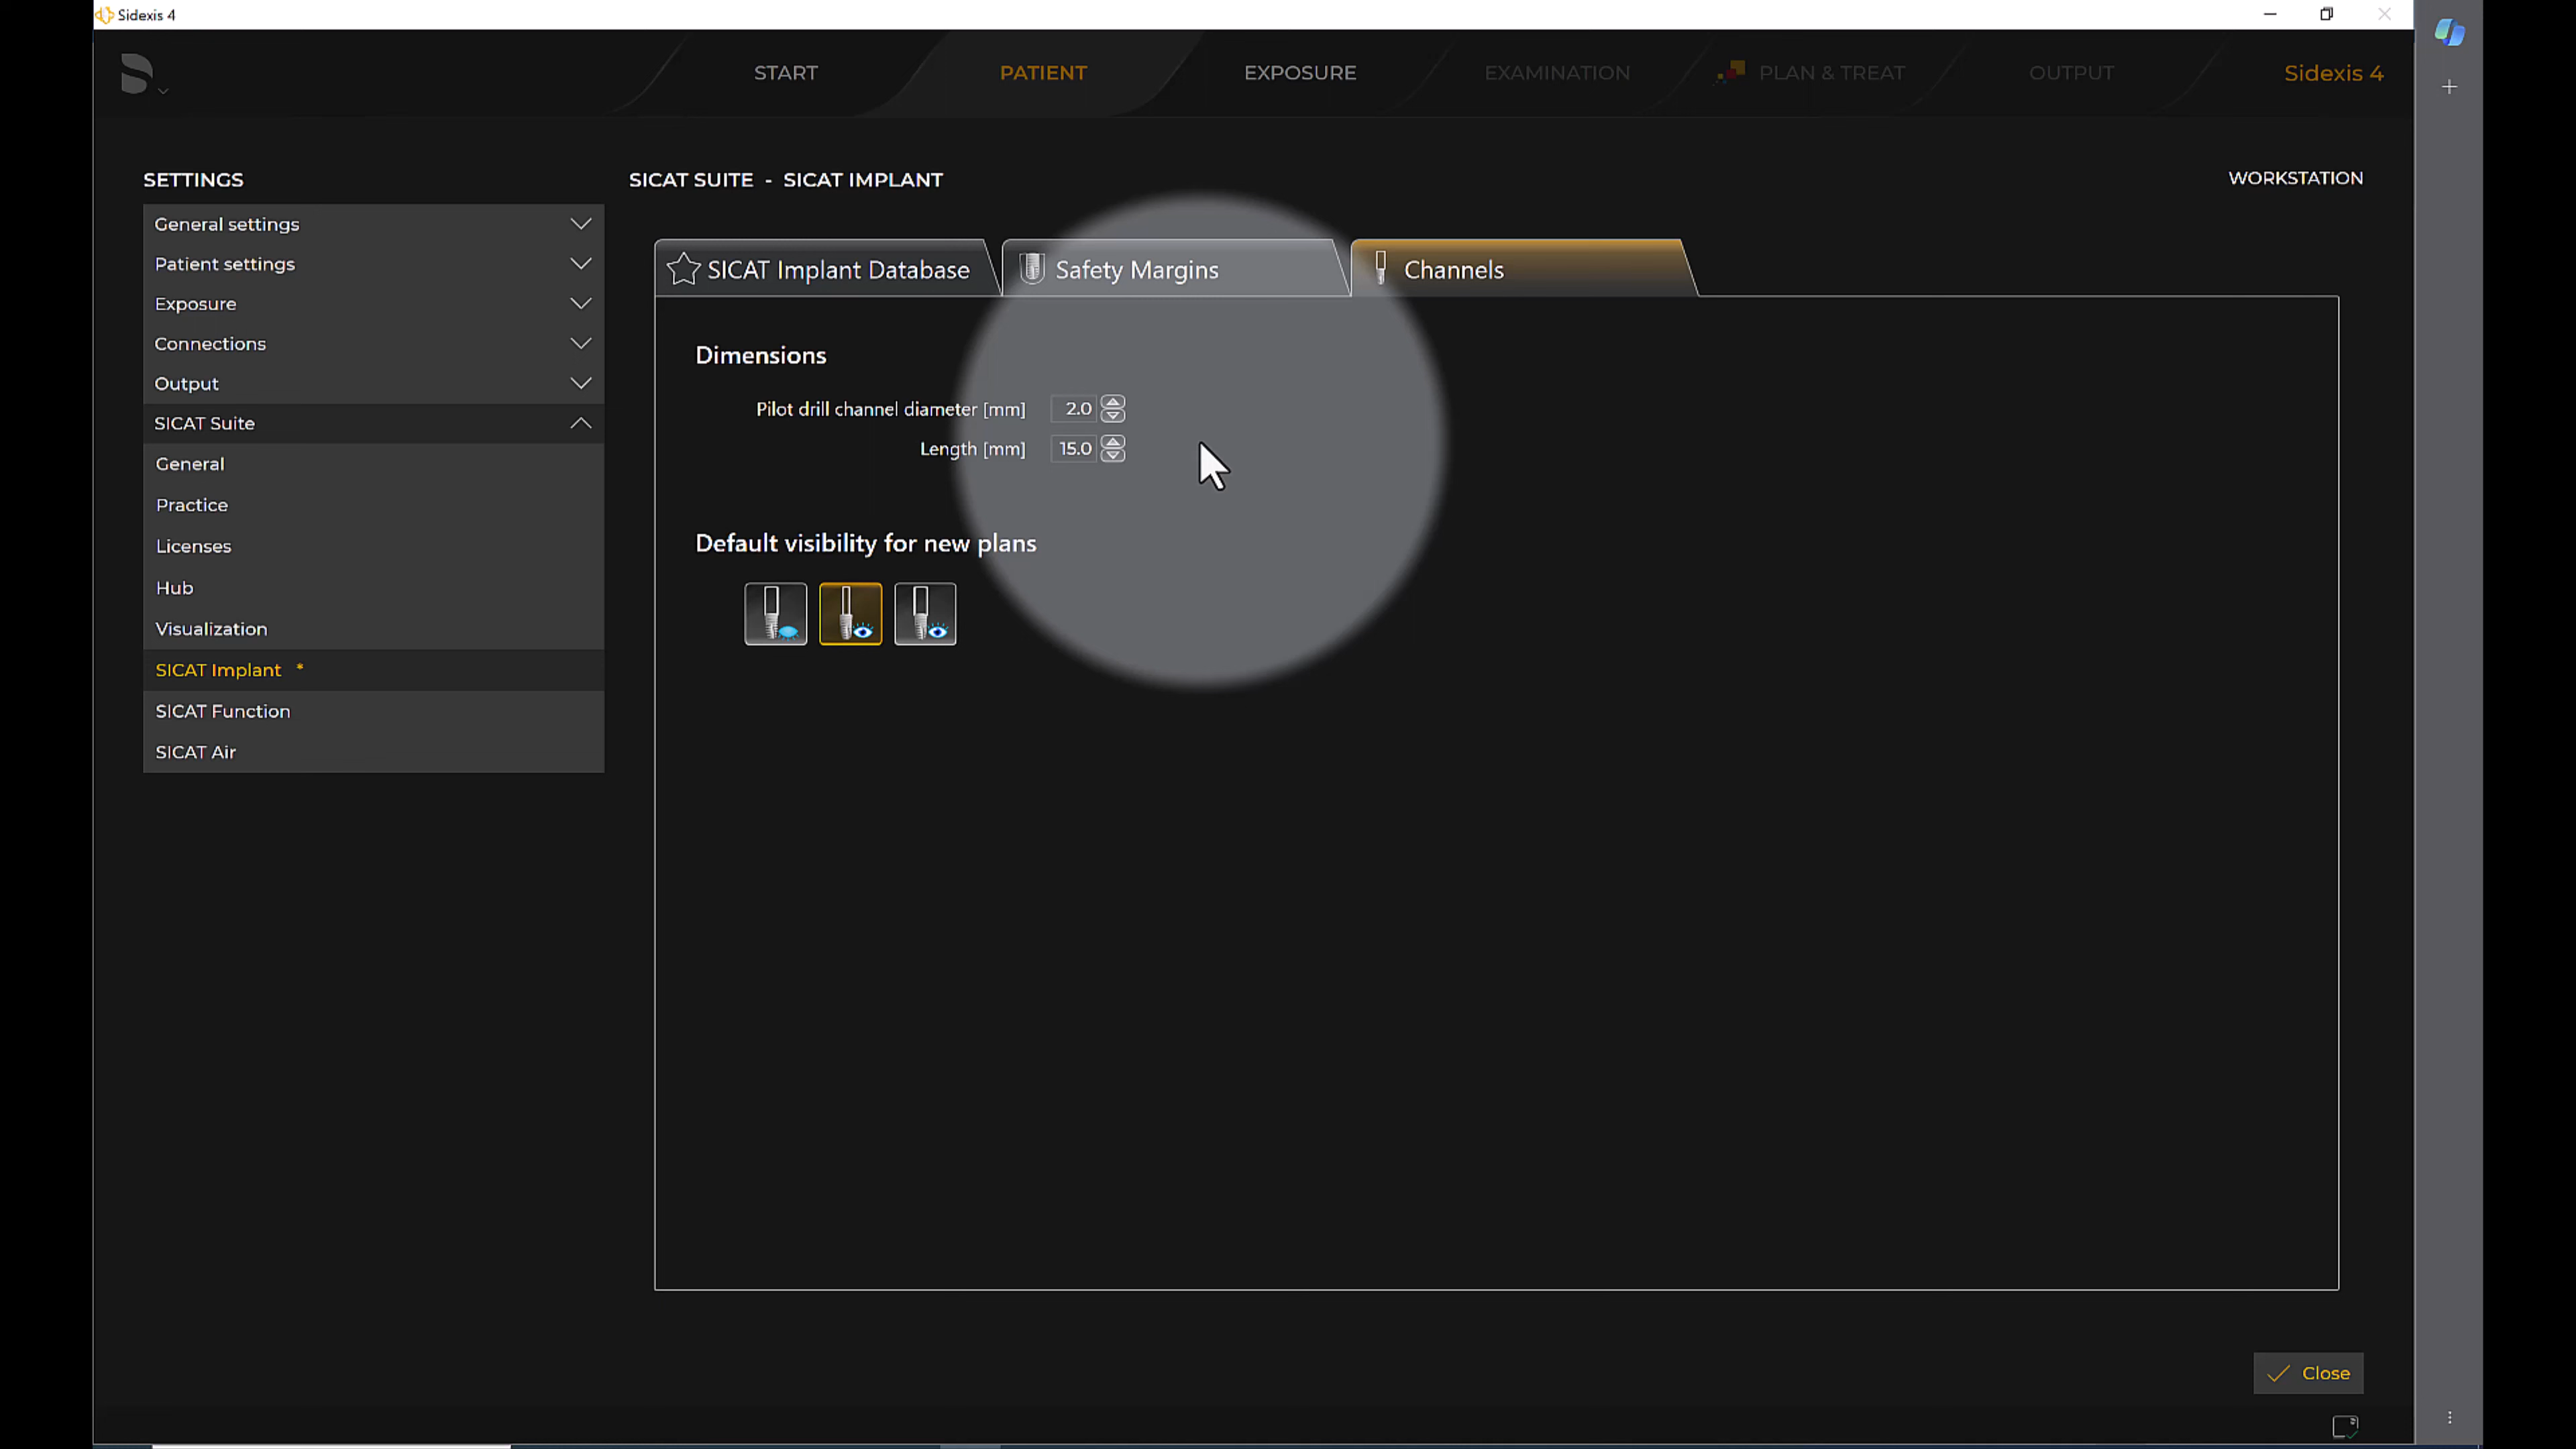 Sidexis 4
START
PATIENT
EXPOSURE
EXAMINATION
PLAN & TREAT
OUTPUT
Sidexis 4
SETTINGS
General settings
Patient settings
Exposure
Connections
Output
SICAT Suite
General
Practice
Licenses
Hub
Visualization
SICAT Implant *
SICAT Function
SICAT Air
SICAT SUITE - SICAT IMPLANT
WORKSTATION
SICAT Implant Database
Safety Margins
Channels
Dimensions
Pilot drill channel diameter [mm] 2.0
Length [mm] 15.0
Default visibility for new plans
Close